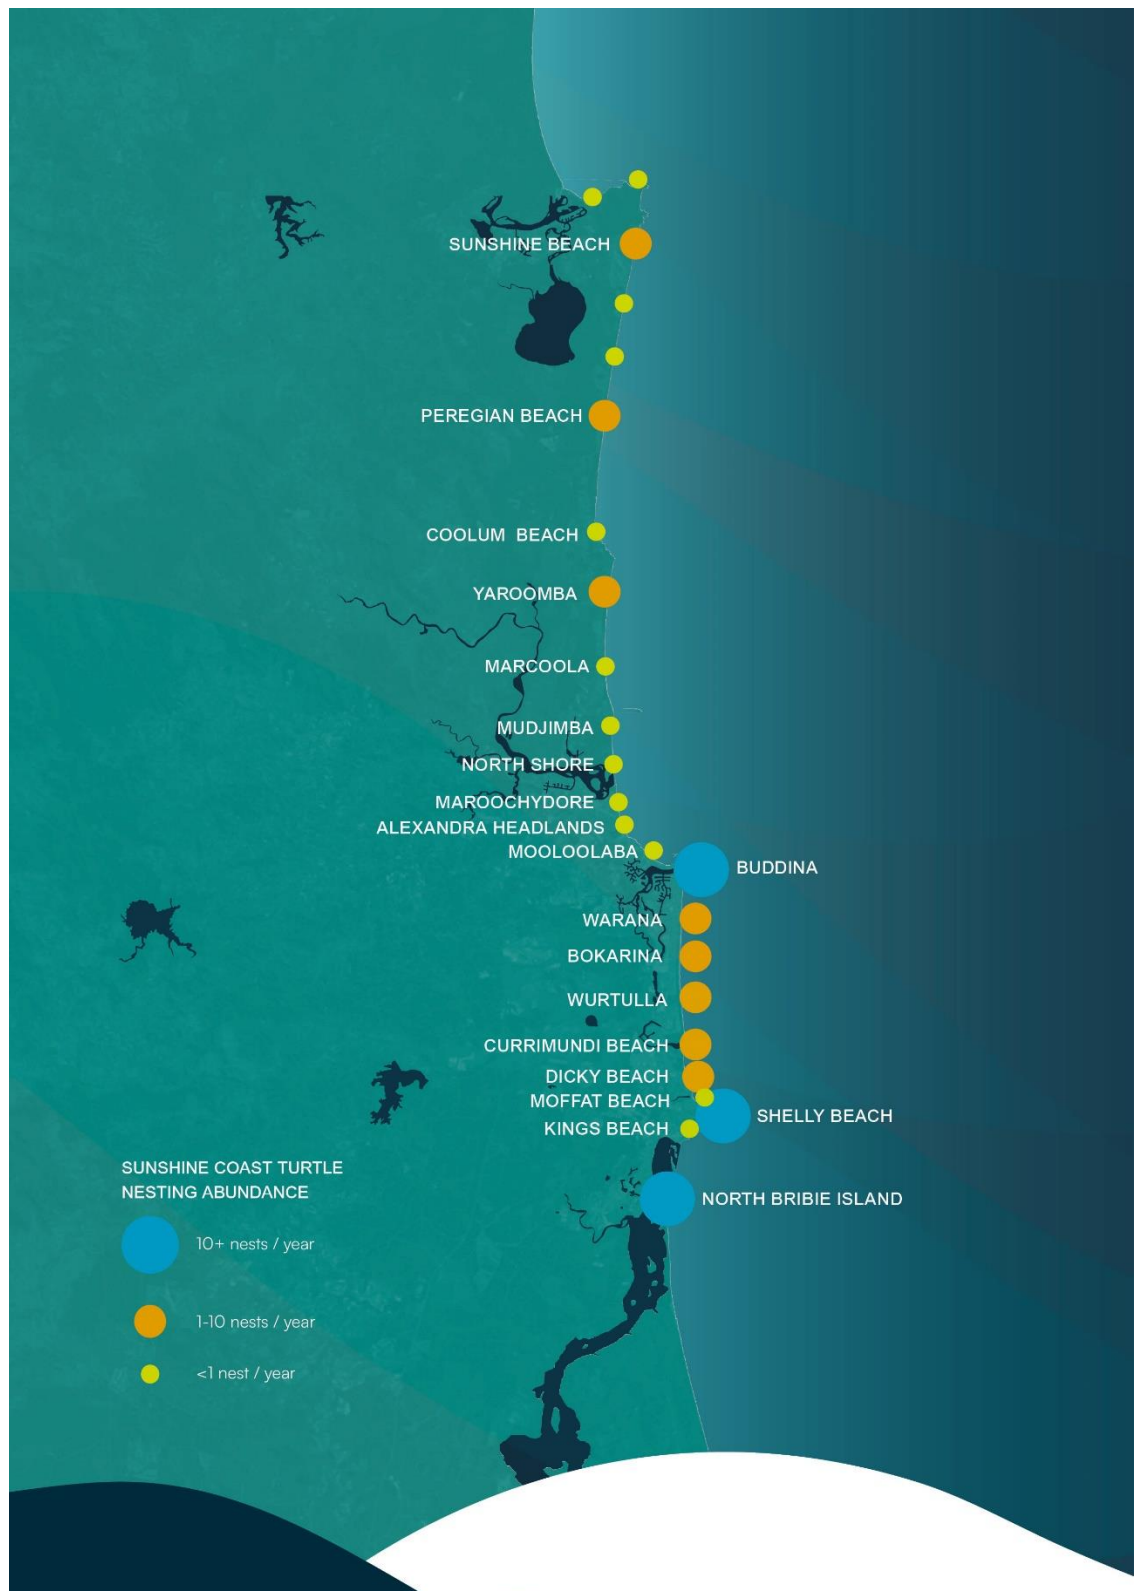 SUNSHINE BEACH
PEREGIAN BEACH
COOLUM BEACH
YAROOMBA
MARCOOLA
MUDJIMBA
NORTH SHORE
MAROOCHYDORE
ALEXANDRA HEADLANDS
MOOLOOLABA
BUDDINA
WARANA
BOKARINA
WURTULLA
CURRIMUNDI BEACH
DICKY BEACH
MOFFAT BEACH
SHELLY BEACH
KINGS BEACH
NORTH BRIBIE ISLAND
SUNSHINE COAST TURTLE
NESTING ABUNDANCE
10+ nests / year
1-10 nests / year
<1 nest / year